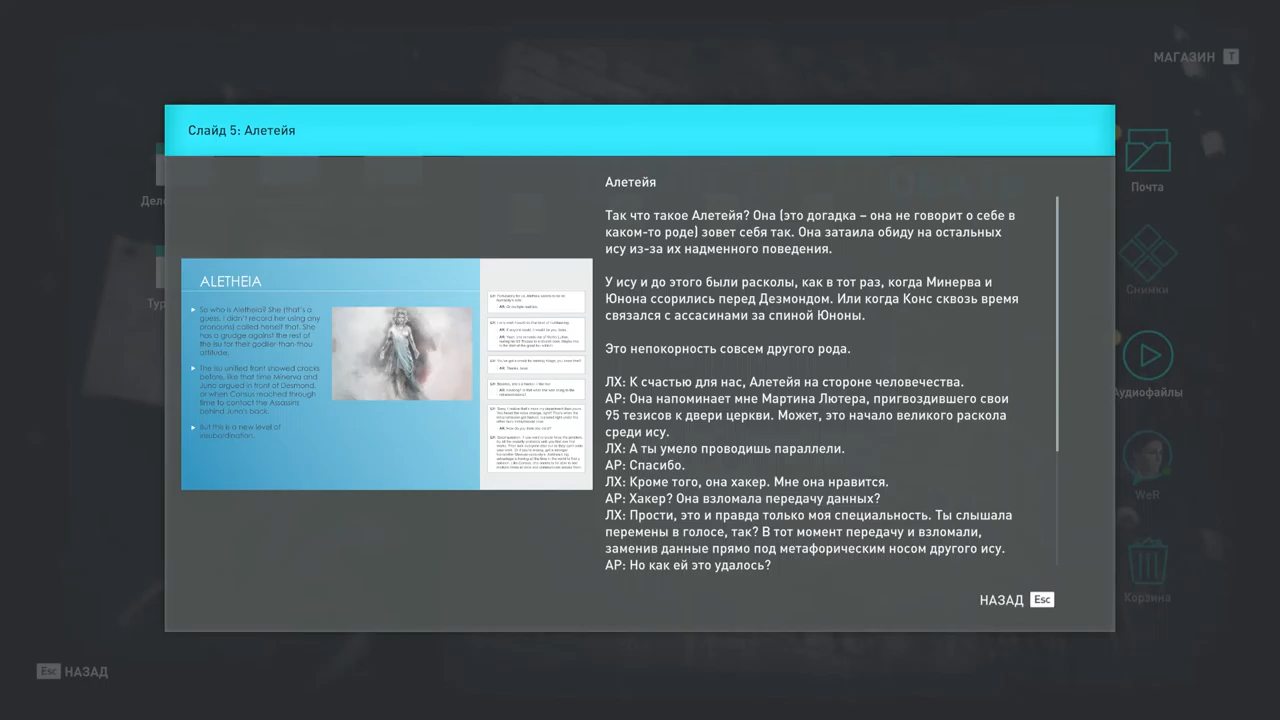 МАГАЗИН T
Слайд 5: Алетейя
Алетейя
Так что такое Алетейя? Она (это догадка – она не говорит о себе в
каком-то роде) зовет себя так. Она затаила обиду на остальных
ису из-за их надменного поведения.
У ису и до этого были расколы, как в тот раз, когда Минерва и
Юнона ссорились перед Дезмондом. Или когда Конс сквозь время
связался с ассасинами за спиной Юноны.
Это непокорность совсем другого рода.
ЛХ: К счастью для нас, Алетейя на стороне человечества.
АР: Она напоминает мне Мартина Лютера, пригвоздившего свои
95 тезисов к двери церкви. Может, это начало великого раскола
среди ису.
ЛХ: А ты умело проводишь параллели.
АР: Спасибо.
ЛХ: Кроме того, она хакер. Мне она нравится.
АР: Хакер? Она взломала передачу данных?
ЛХ: Прости, это и правда только моя специальность. Ты слышала
перемены в голосе, так? В тот момент передачу и взломали,
заменив данные прямо под метафорическим носом другого ису.
АР: Но как ей это удалось?
ALETHEIA
So who is Aletheia? She (that's a
guess, I didn't record her using any
pronouns) called herself that. She
has a grudge against the rest of
the Isu for their godlier-than-thou
attitude.
The Isu unified front showed cracks
before, like that time Minerva and
Juno argued in front of Desmond,
or when Consus reached through
time to contact the Assassins
behind Juno's back.
But this is a new level of
insubordination.
Почта
Снимки
Аудиофайлы
WeR
Корзина
НАЗАД Esc
Esc НАЗАД